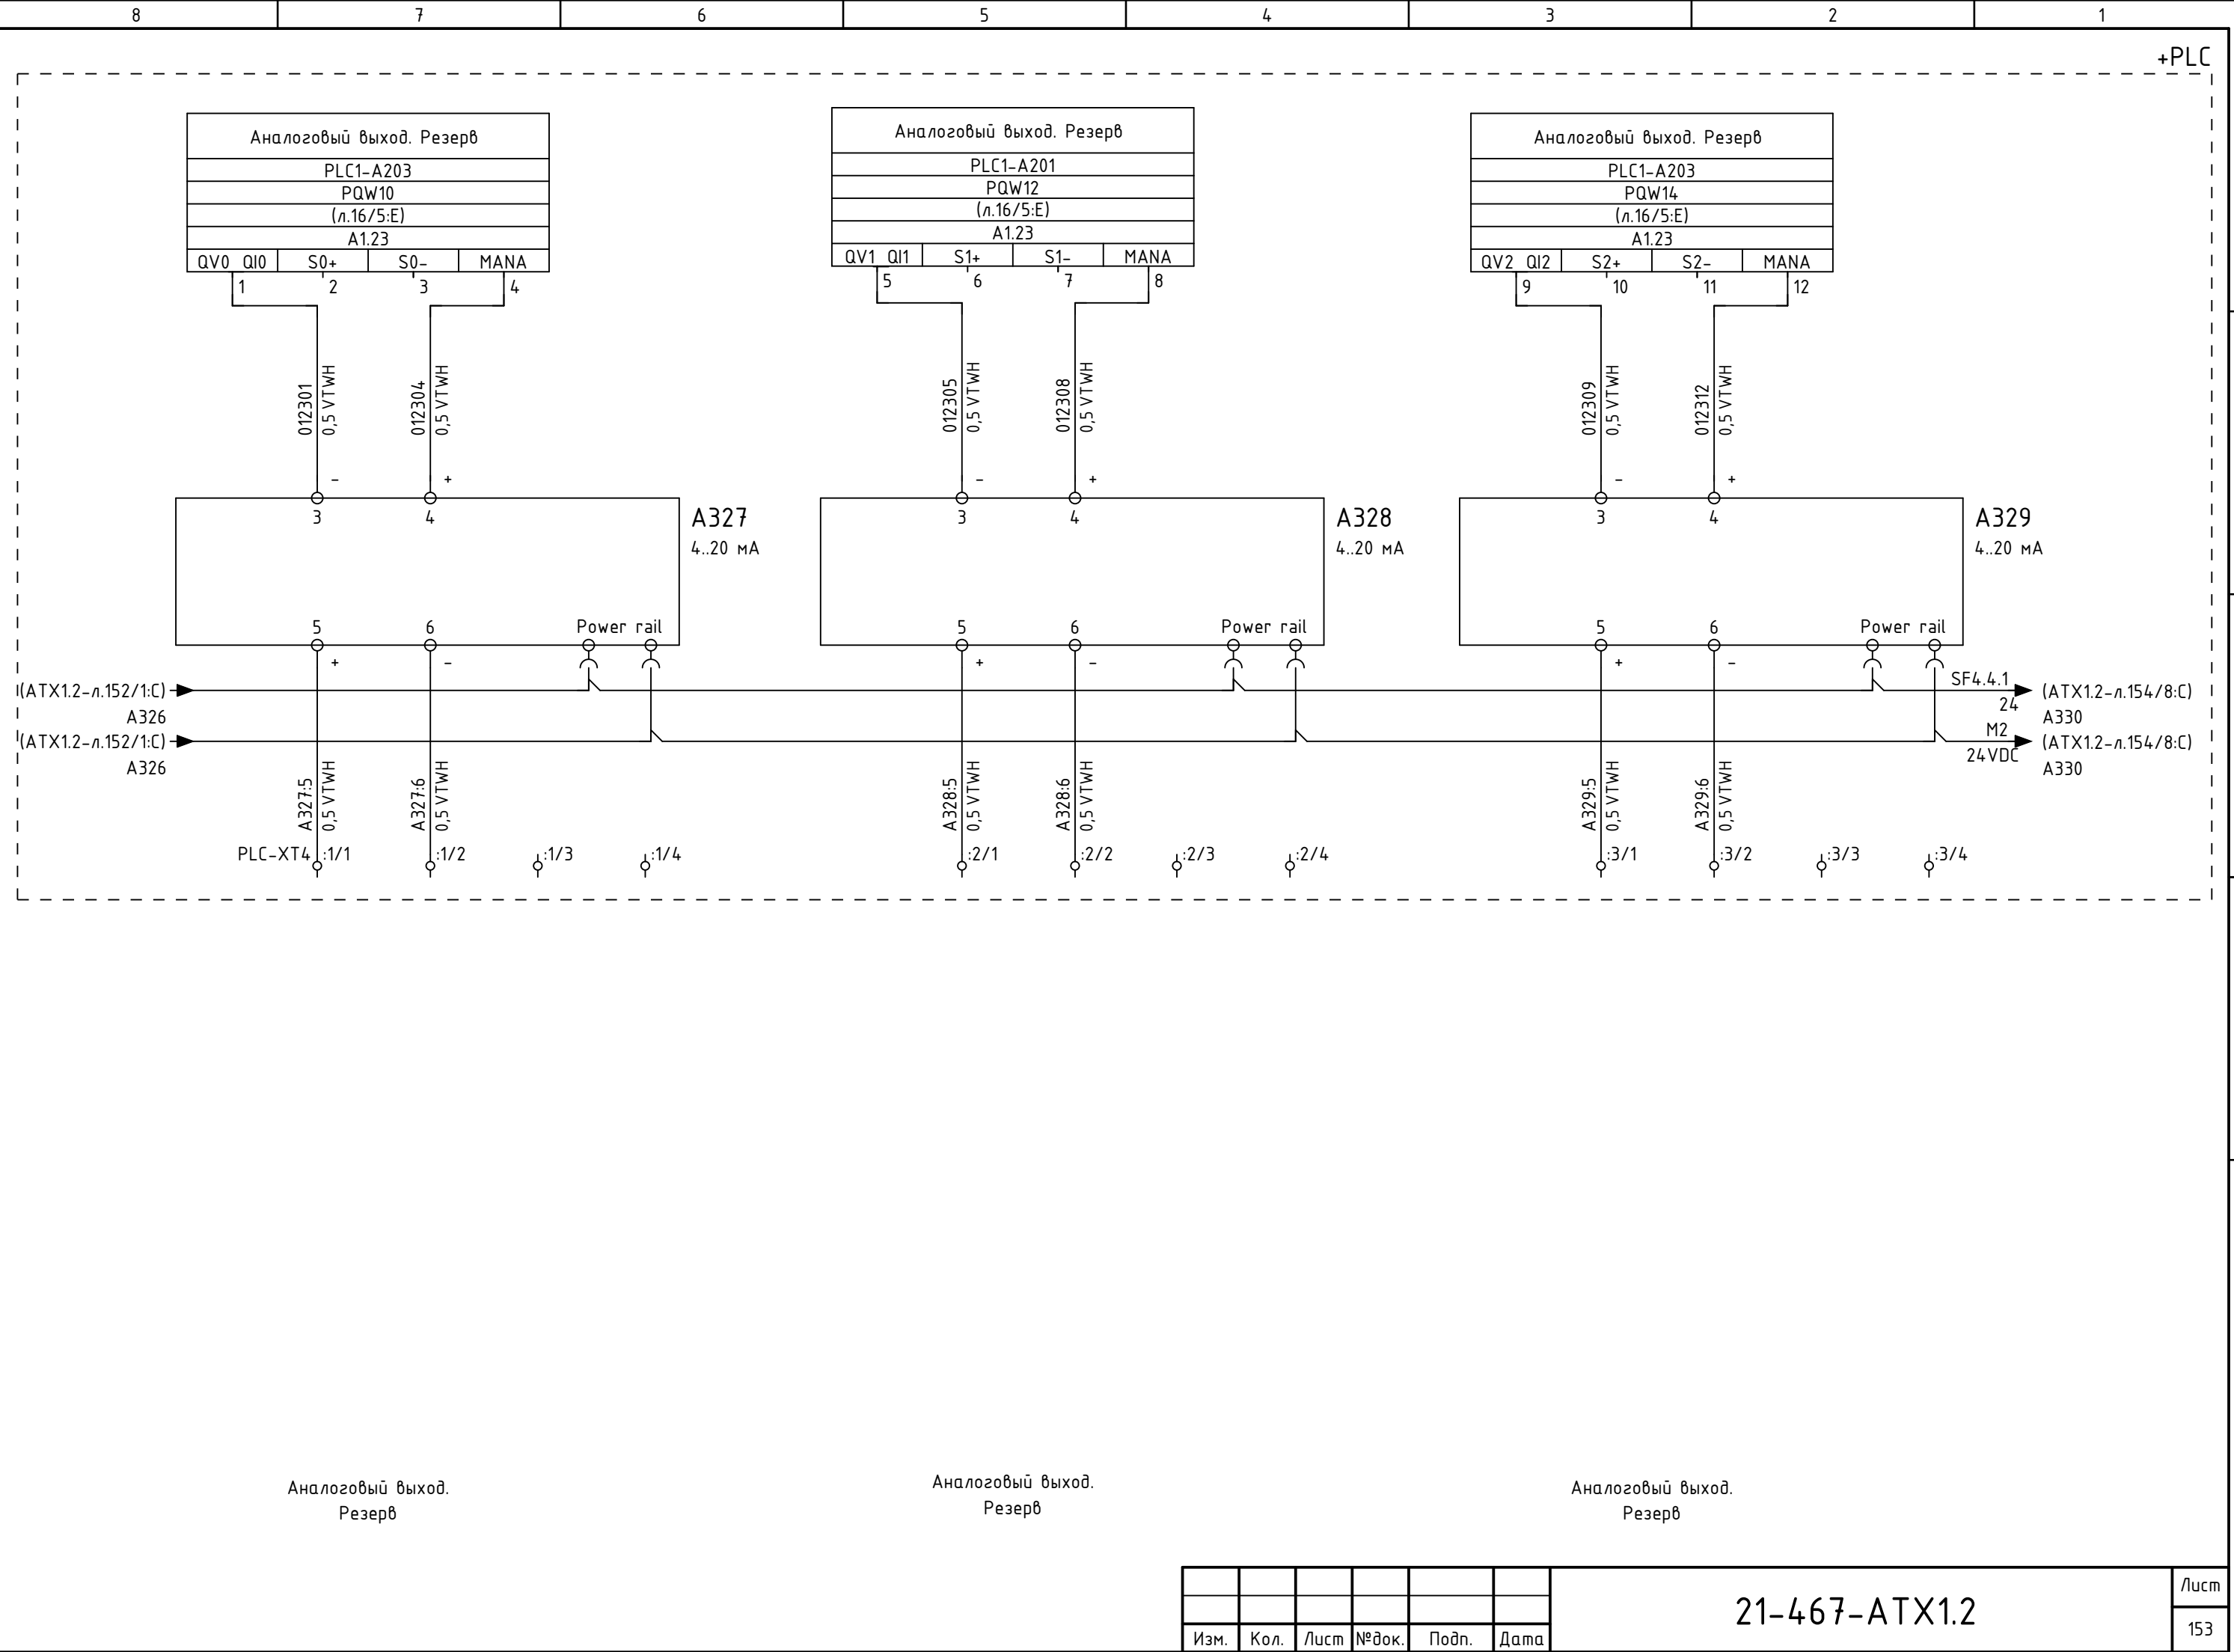 8 7 6 5 4 3 2 1
+PLC
Аналоговый выход. Резерв
PLC1-A203
PQW10
(л.16/5:E)
A1.23
QV0 QI0 S0+ S0- MANA
1 2 3 4
012301
0,5 VTWH
012304
0,5 VTWH
- +
3 4
A327
4..20 мА
5 6 Power rail
+ -
A327:5
0,5 VTWH
A327:6
0,5 VTWH
PLC-XT4 :1/1 :1/2 :1/3 :1/4
Аналоговый выход. Резерв
PLC1-A201
PQW12
(л.16/5:E)
A1.23
QV1 QI1 S1+ S1- MANA
5 6 7 8
012305
0,5 VTWH
012308
0,5 VTWH
- +
3 4
A328
4..20 мА
5 6 Power rail
+ -
A328:5
0,5 VTWH
A328:6
0,5 VTWH
:2/1 :2/2 :2/3 :2/4
Аналоговый выход. Резерв
PLC1-A203
PQW14
(л.16/5:E)
A1.23
QV2 QI2 S2+ S2- MANA
9 10 11 12
012309
0,5 VTWH
012312
0,5 VTWH
- +
3 4
A329
4..20 мА
5 6 Power rail
+ -
A329:5
0,5 VTWH
A329:6
0,5 VTWH
:3/1 :3/2 :3/3 :3/4
(ATX1.2-л.152/1:C)
A326
(ATX1.2-л.152/1:C)
A326
SF4.4.1
24
(ATX1.2-л.154/8:C)
A330
M2
24VDC
(ATX1.2-л.154/8:C)
A330
Аналоговый выход.
Резерв
Аналоговый выход.
Резерв
Аналоговый выход.
Резерв
Изм. Кол. Лист №док. Подп. Дата
21-467-АТХ1.2
Лист
153